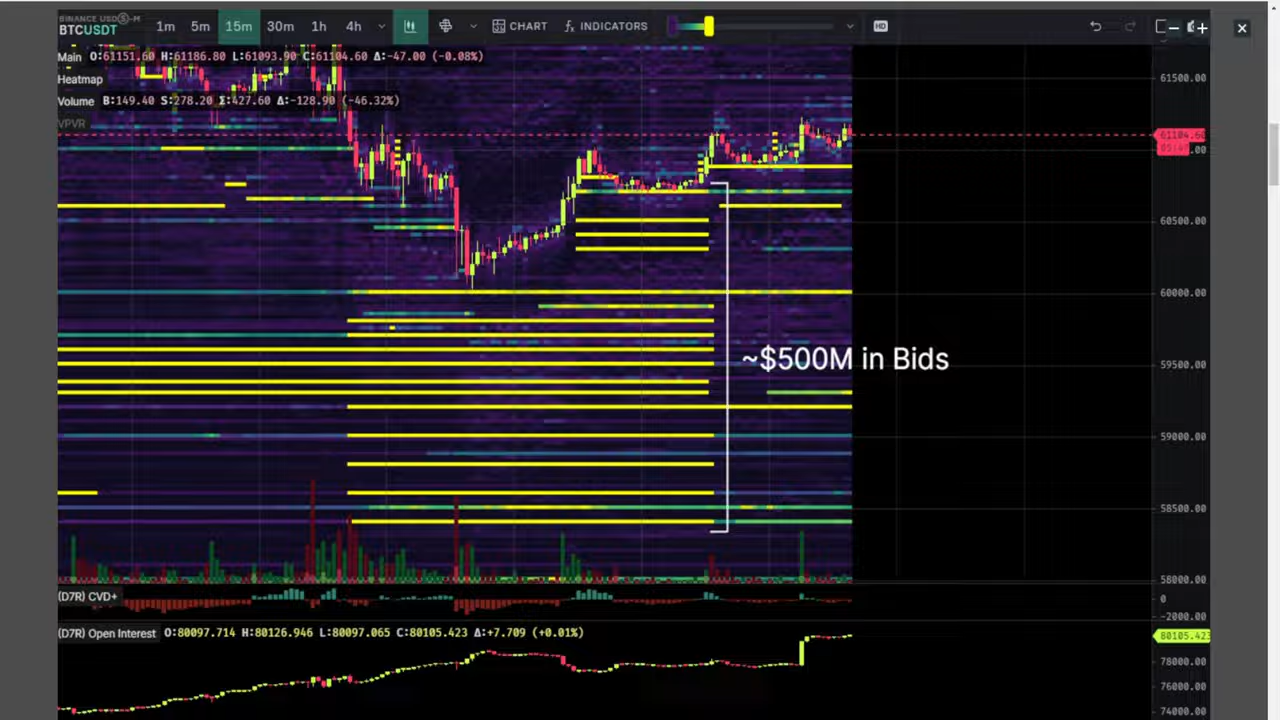 BINANCE USDⓈ-M
BTCUSDT
1m 5m 15m 30m 1h 4h CHART fx INDICATORS HD
Main O:61151.60 H:61186.80 L:61093.90 C:61104.60 Δ:-47.00 (-0.08%)
Heatmap
Volume B:149.40 S:278.20 Σ:427.60 Δ:-128.90 (-46.32%)
VPVR
61500.00
61104.60
.00
60500.00
60000.00
~$500M in Bids
59500.00
59000.00
58500.00
58000.00
(D7R) CVD+
0
-2000.00
(D7R) Open Interest O:80097.714 H:80126.946 L:80097.065 C:80105.423 Δ:+7.709 (+0.01%)
80105.423
78000.00
76000.00
74000.00